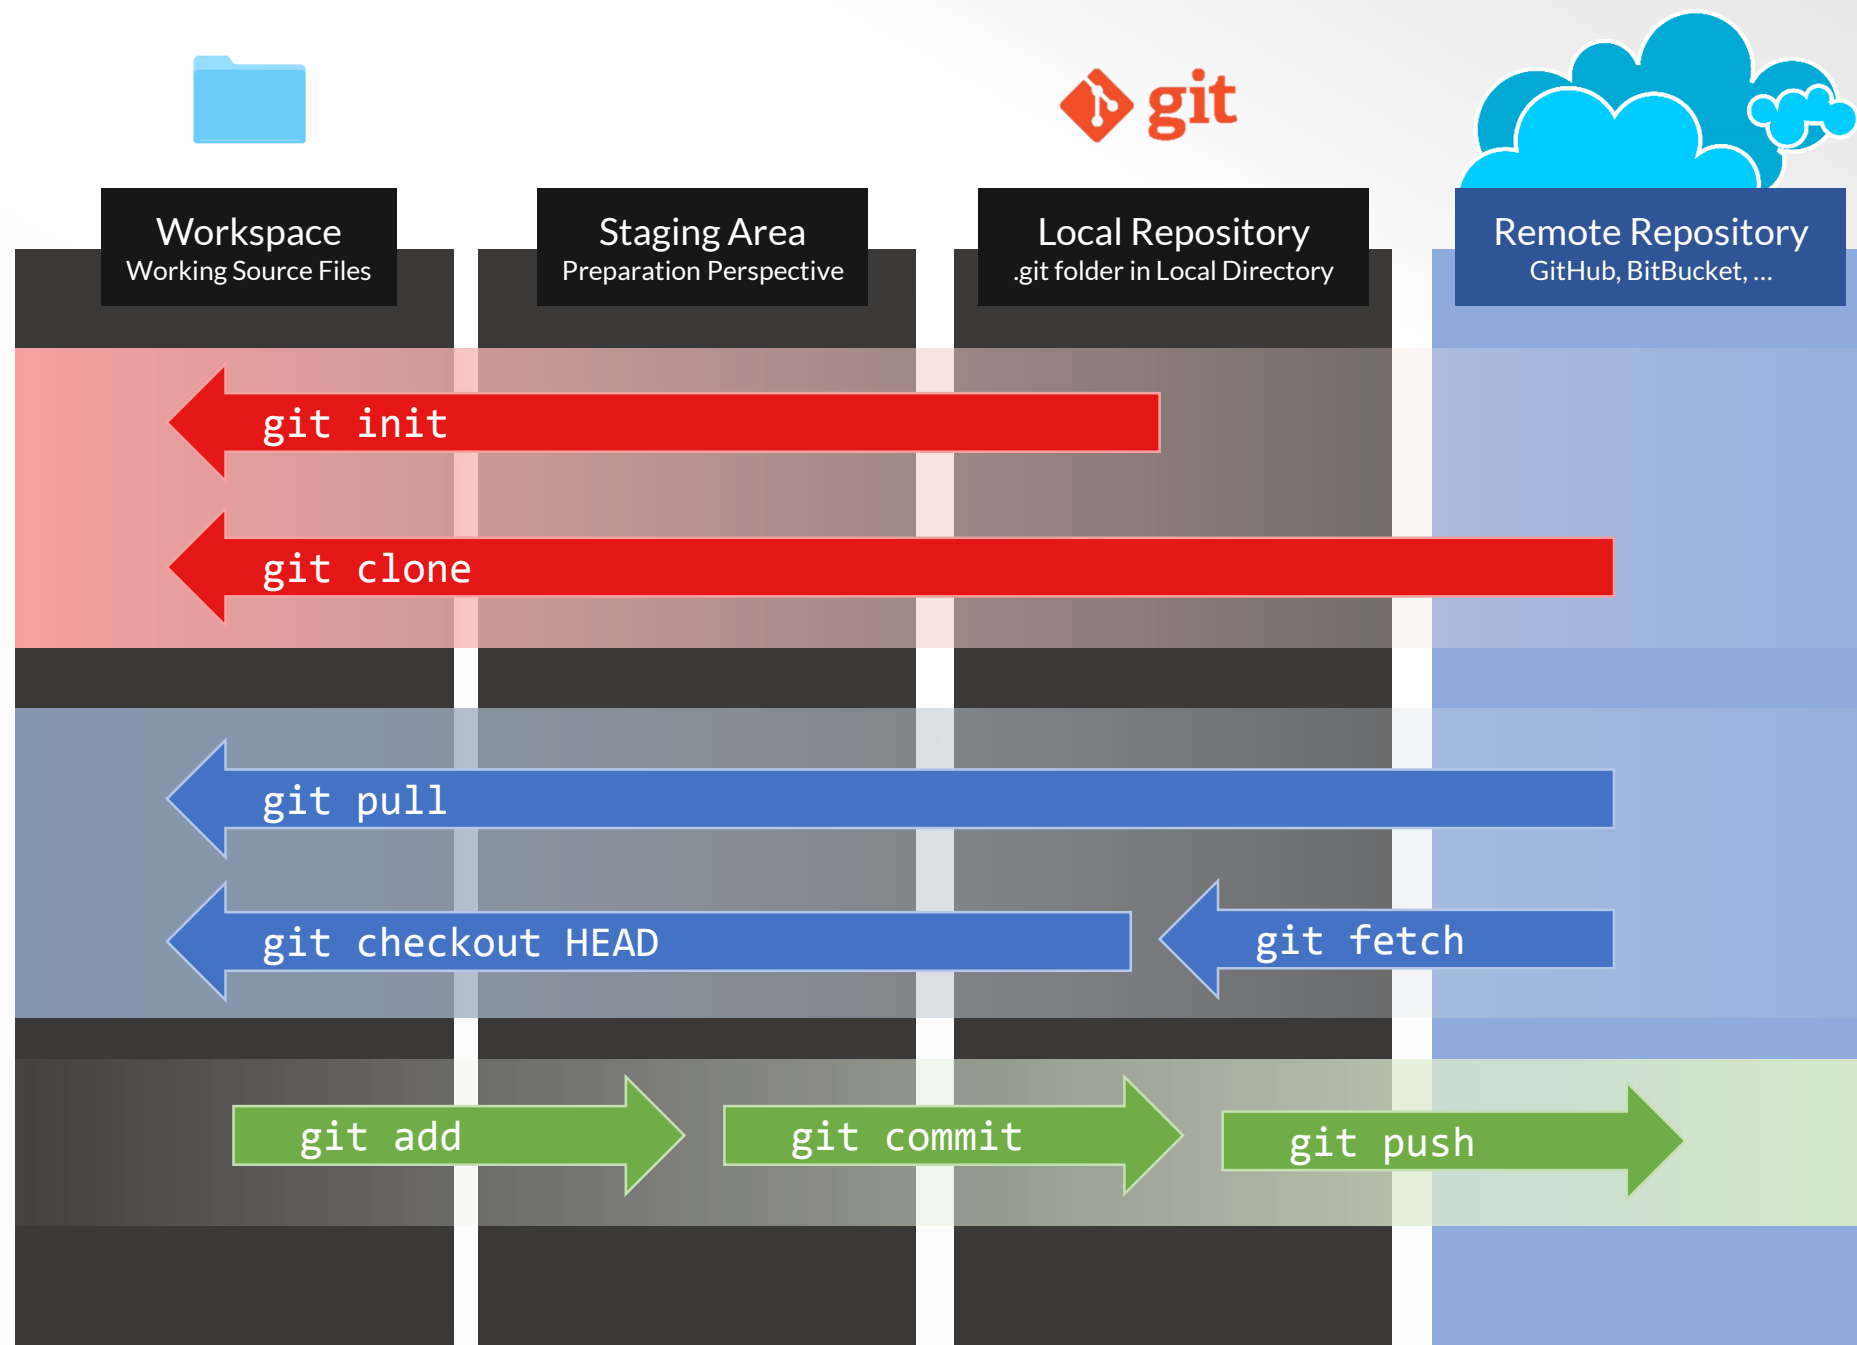 git
Workspace
Working Source Files
Staging Area
Preparation Perspective
Local Repository
.git folder in Local Directory
Remote Repository
GitHub, BitBucket, ...
git init
git clone
git pull
git checkout HEAD
git fetch
git add
git commit
git push